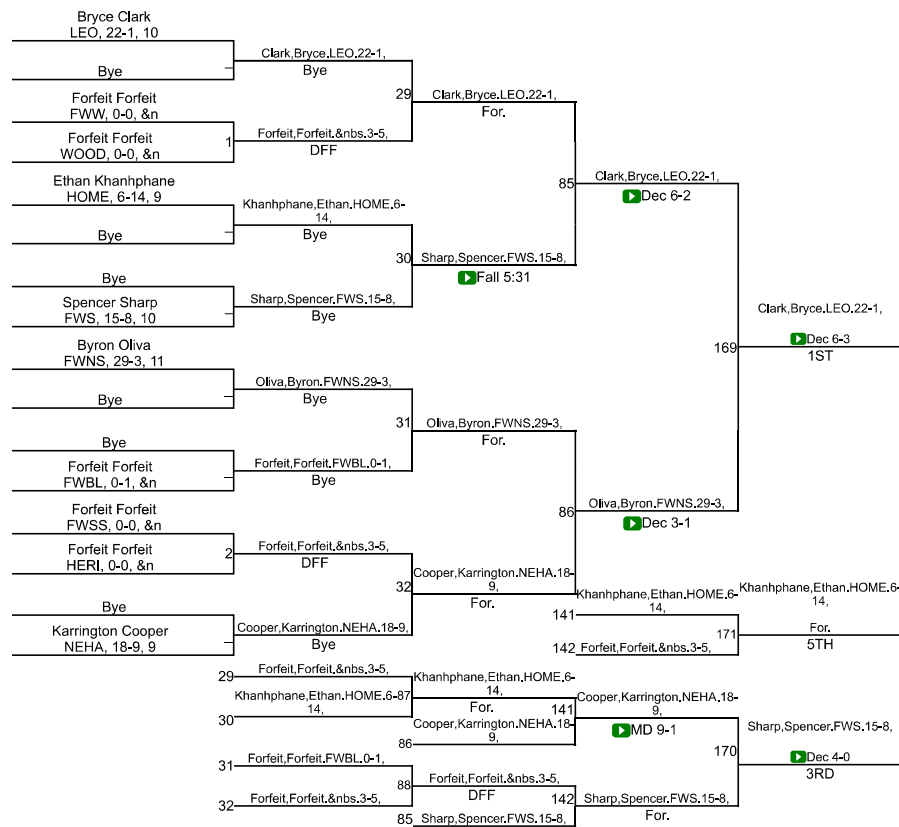 Bryce Clark
LEO, 22-1, 10
Bye
Clark,Bryce.LEO.22-1,
Bye
Forfeit Forfeit
FWW, 0-0, &n
1
Forfeit Forfeit
WOOD, 0-0, &n
Forfeit,Forfeit.&nbs.3-5,
DFF
29
Clark,Bryce.LEO.22-1,
For.
Ethan Khanhphane
HOME, 6-14, 9
Bye
Khanhphane,Ethan.HOME.6-
14,
Bye
Bye
Spencer Sharp
FWS, 15-8, 10
Sharp,Spencer.FWS.15-8,
Bye
30
Sharp,Spencer.FWS.15-8,
Fall 5:31
85
Clark,Bryce.LEO.22-1,
Dec 6-2
Byron Oliva
FWNS, 29-3, 11
Bye
Oliva,Byron.FWNS.29-3,
Bye
Bye
Forfeit Forfeit
FWBL, 0-1, &n
Forfeit,Forfeit.FWBL.0-1,
Bye
31
Oliva,Byron.FWNS.29-3,
For.
Forfeit Forfeit
FWSS, 0-0, &n
2
Forfeit Forfeit
HERI, 0-0, &n
Forfeit,Forfeit.&nbs.3-5,
DFF
Bye
Karrington Cooper
NEHA, 18-9, 9
Cooper,Karrington.NEHA.18-9,
Bye
32
Cooper,Karrington.NEHA.18-
9,
For.
86
Oliva,Byron.FWNS.29-3,
Dec 3-1
169
Clark,Bryce.LEO.22-1,
Dec 6-3
1ST
141
Khanhphane,Ethan.HOME.6-
14,
142
Forfeit,Forfeit.&nbs.3-5,
171
Khanhphane,Ethan.HOME.6-
14,
For.
5TH
29
Forfeit,Forfeit.&nbs.3-5,
30
Khanhphane,Ethan.HOME.6-87
14,
Khanhphane,Ethan.HOME.6-
14,
For.
86
Cooper,Karrington.NEHA.18-
9,
141
Cooper,Karrington.NEHA.18-
9,
MD 9-1
31
Forfeit,Forfeit.FWBL.0-1,
32
Forfeit,Forfeit.&nbs.3-5,
88
Forfeit,Forfeit.&nbs.3-5,
DFF
85
Sharp,Spencer.FWS.15-8,
142
Sharp,Spencer.FWS.15-8,
For.
170
Sharp,Spencer.FWS.15-8,
Dec 4-0
3RD